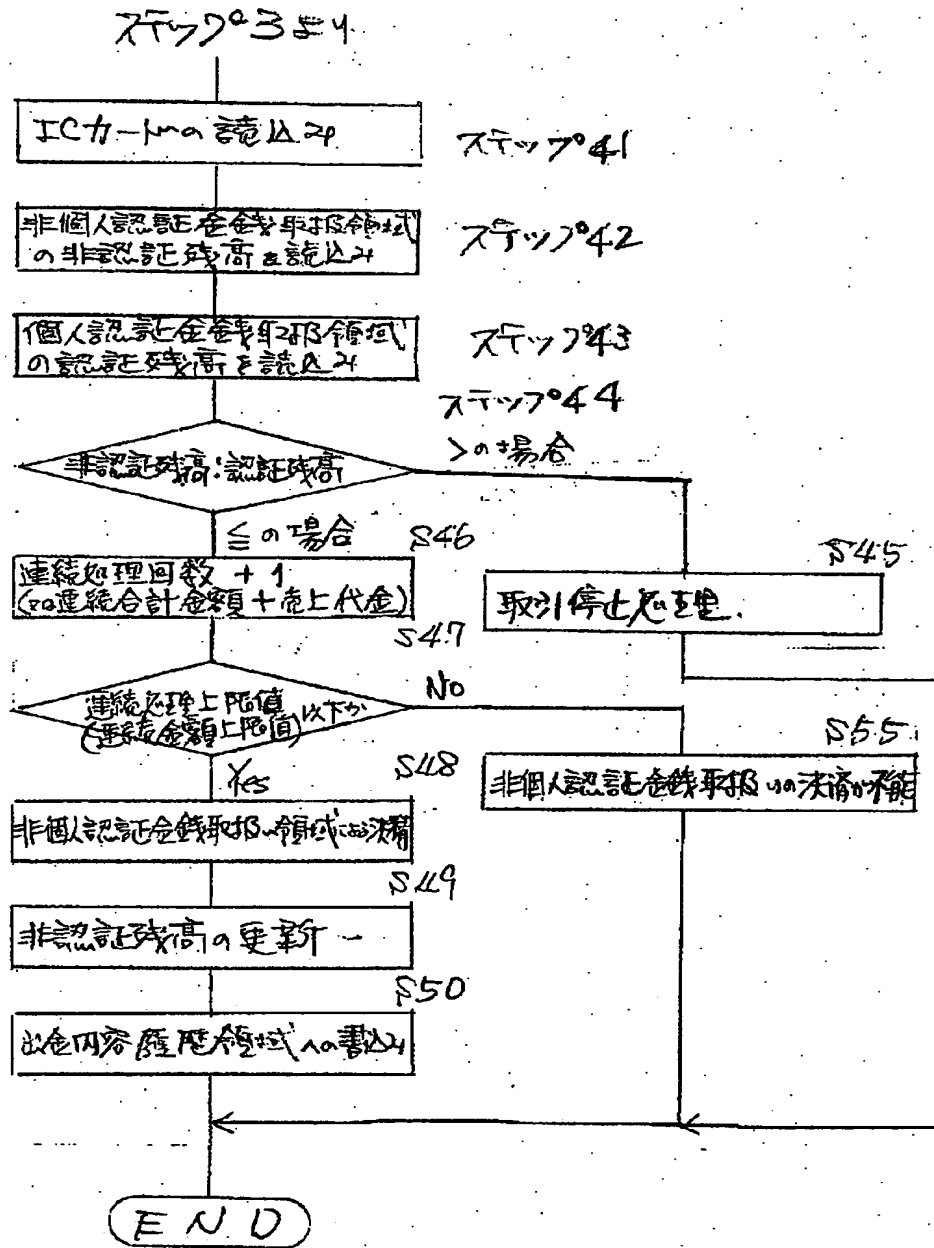 ステップ3より
ICカードの読込み
ステップ41
非個人認証金銭取扱領域
の非認証残高を読込み
ステップ42
個人認証金銭取扱領域
の認証残高を読込み
ステップ43
ステップ44
非認証残高:認証残高
>の場合
≦の場合
S46
連続処理回数+1
(又は連続合計金額+売上代金)
S45
取引停止処理.
S47
連続処理上限値
(連続金額上限値)以下か
No
Yes
S55
非個人認証金銭取扱いの決済が不能
S48
非個人認証金銭取扱い領域による決済
S49
非認証残高の更新
S50
出金内容履歴領域への書込み
END